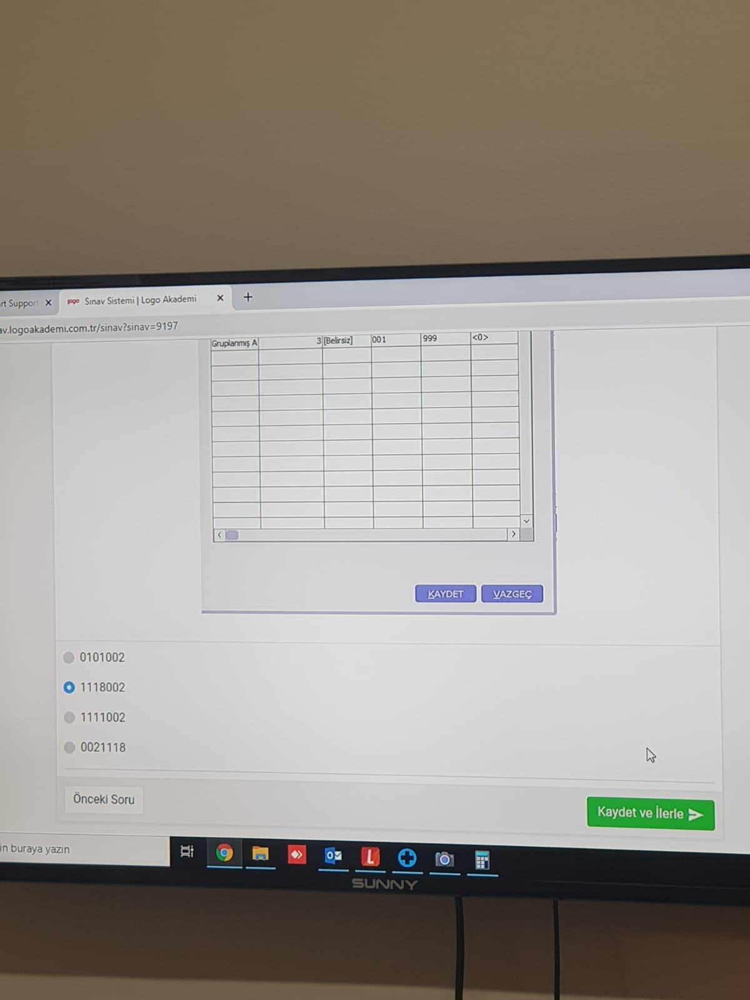 rt Support
logo Sınav Sistemi | Logo Akademi
av.logoakademi.com.tr/sinav?sinav=9197
Gruplanmış A 3 [Belirsiz] 001 999 <0>
KAYDET VAZGEÇ
0101002
1118002
1111002
0021118
Önceki Soru
Kaydet ve İlerle
in buraya yazın
SUNNY